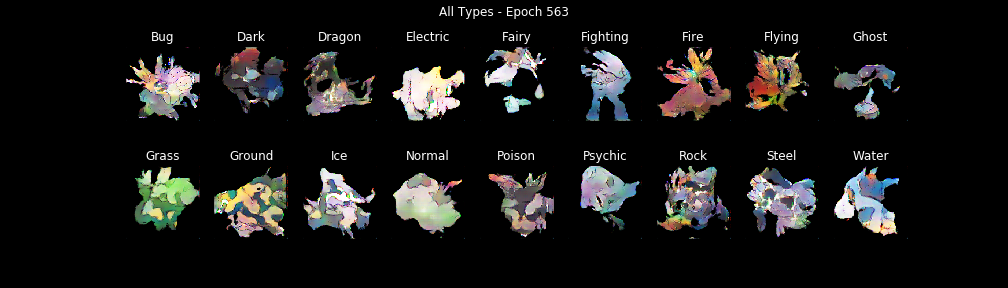 All Types - Epoch 563
Bug Dark Dragon Electric Fairy Fighting Fire Flying Ghost
Grass Ground Ice Normal Poison Psychic Rock Steel Water